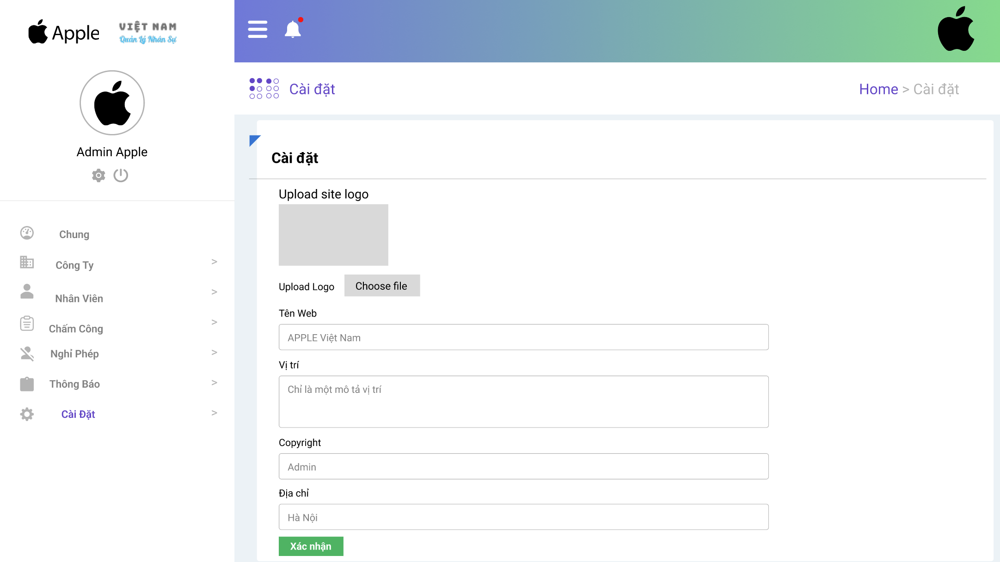 Apple
VIỆT NAM
Quản Lý Nhân Sự
Admin Apple
Chung
Công Ty >
Nhân Viên >
Chấm Công >
Nghỉ Phép >
Thông Báo >
Cài Đặt >
Cài đặt
Home > Cài đặt
Cài đặt
Upload site logo
Upload Logo Choose file
Tên Web
APPLE Việt Nam
Vị trí
Chỉ là một mô tả vị trí
Copyright
Admin
Địa chỉ
Hà Nội
Xác nhận